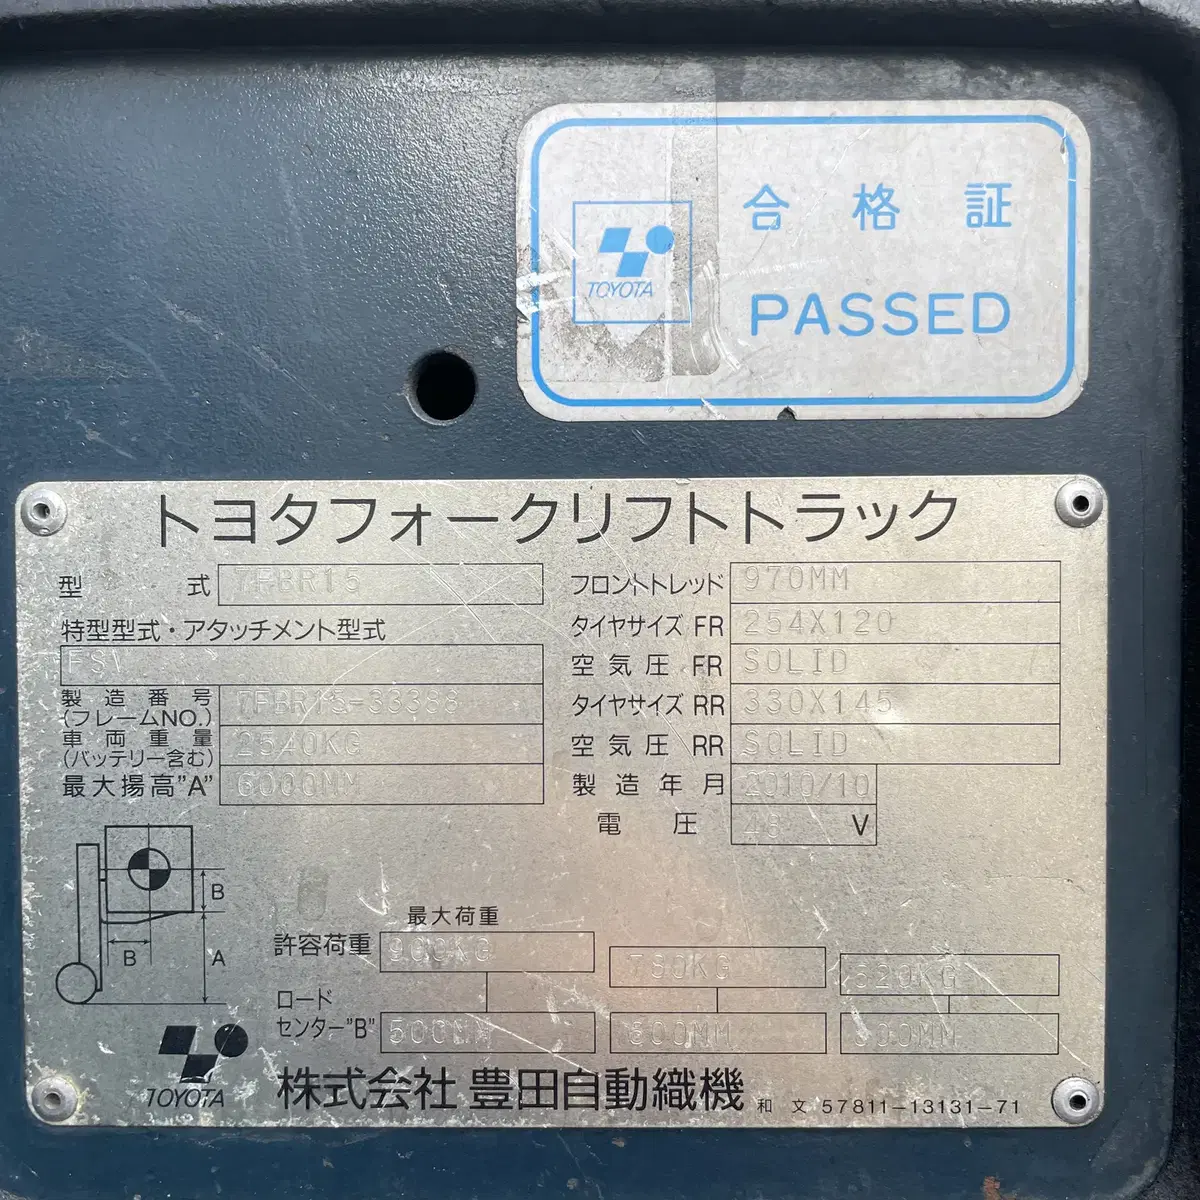 合格証
TOYOTA
PASSED
トヨタフォークリフトトラック
型式 7FBR15
特型型式・アタッチメント型式
FSV
製造番号
(フレームNO.) 7FBR15-33388
車両重量
(バッテリー含む) 2540KG
最大揚高"A" 6000MM
フロントトレッド 970MM
タイヤサイズ FR 254X120
空気圧 FR SOLID
タイヤサイズ RR 330X145
空気圧 RR SOLID
製造年月 2010/10
電圧 48 V
B
B A
最大荷重
許容荷重 900KG 780KG
ロード
センター"B" 500MM
TOYOTA 株式会社 豊田自動織機 和文 57811-13131-71